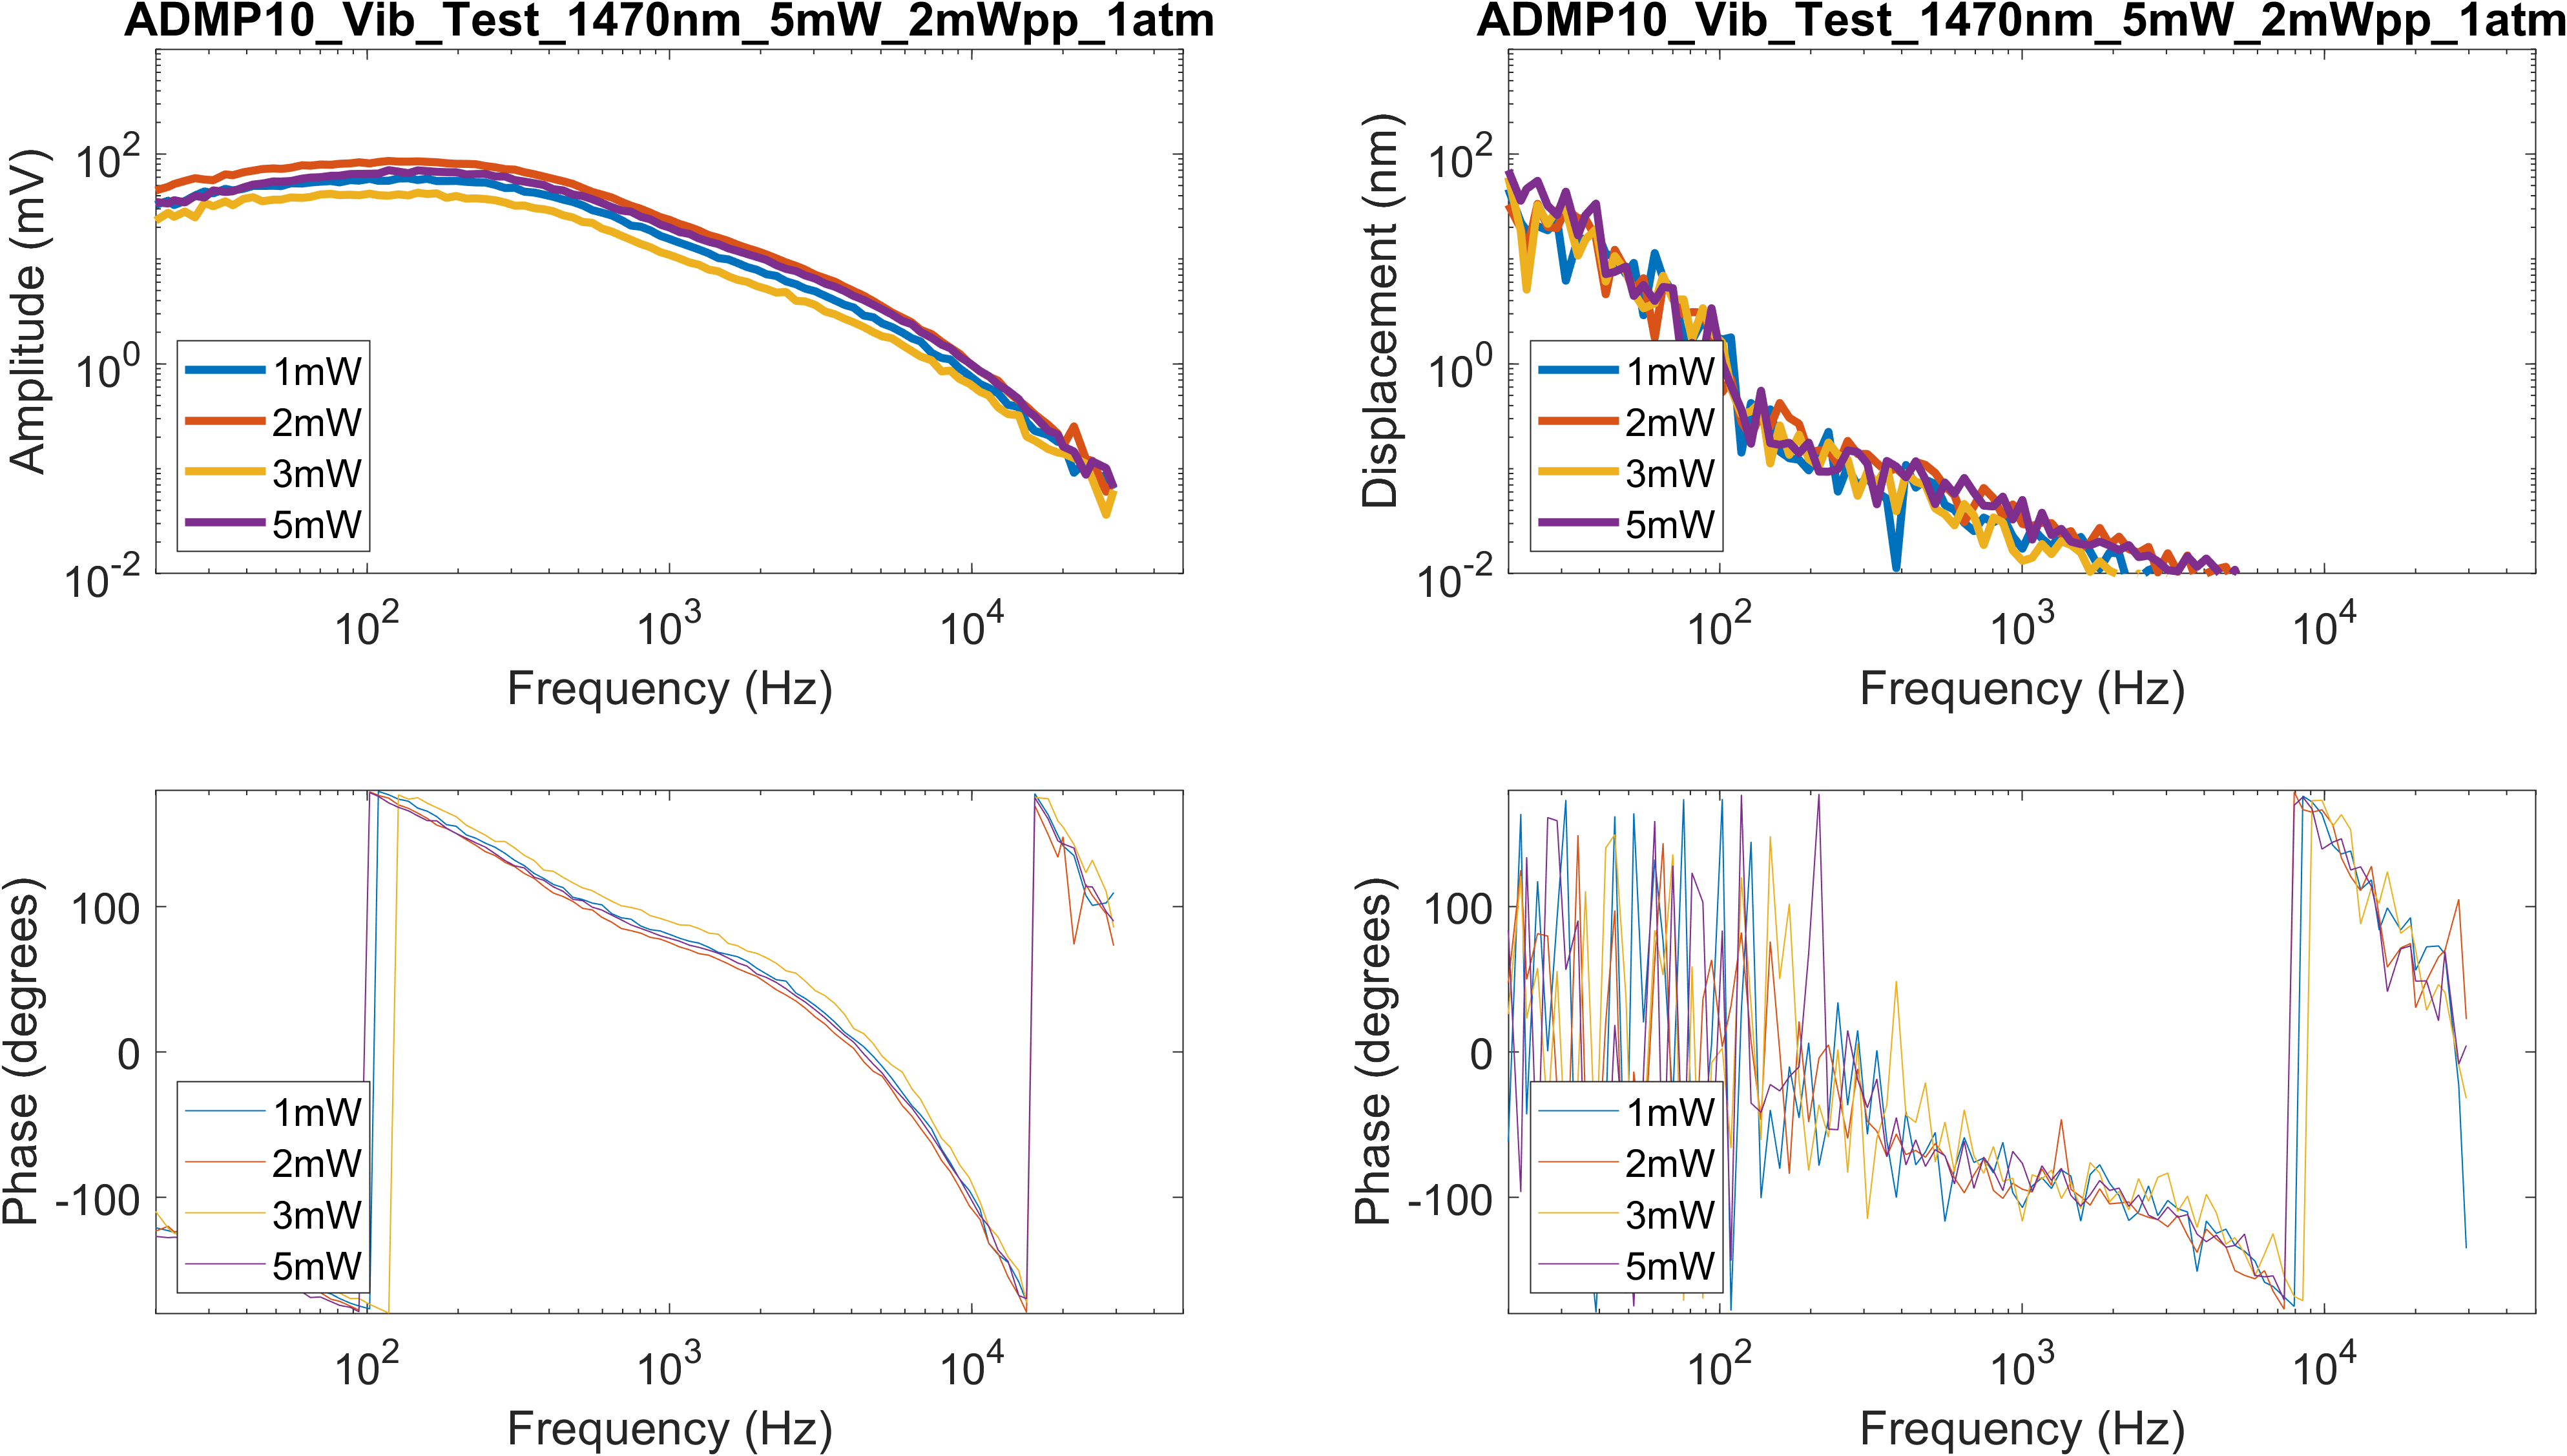 ADMP10_Vib_Test_1470nm_5mW_2mWpp_1atm
Amplitude (mV)
10^2
10^0
10^-2
1mW
2mW
3mW
5mW
10^2
10^3
10^4
Frequency (Hz)
ADMP10_Vib_Test_1470nm_5mW_2mWpp_1atm
Displacement (nm)
10^2
10^0
10^-2
1mW
2mW
3mW
5mW
10^2
10^3
10^4
Frequency (Hz)
Phase (degrees)
100
0
-100
1mW
2mW
3mW
5mW
10^2
10^3
10^4
Frequency (Hz)
Phase (degrees)
100
0
-100
1mW
2mW
3mW
5mW
10^2
10^3
10^4
Frequency (Hz)